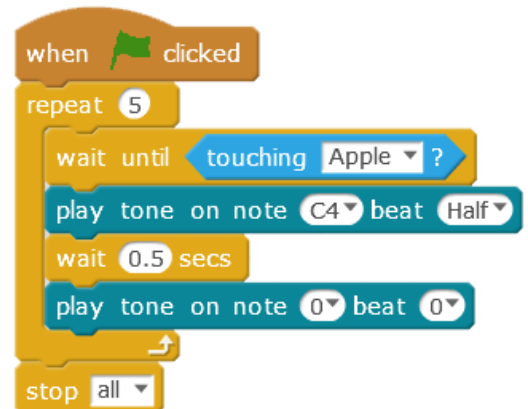 when clicked
repeat 5
wait until touching Apple ?
play tone on note C4 beat Half
wait 0.5 secs
play tone on note 0 beat 0
stop all